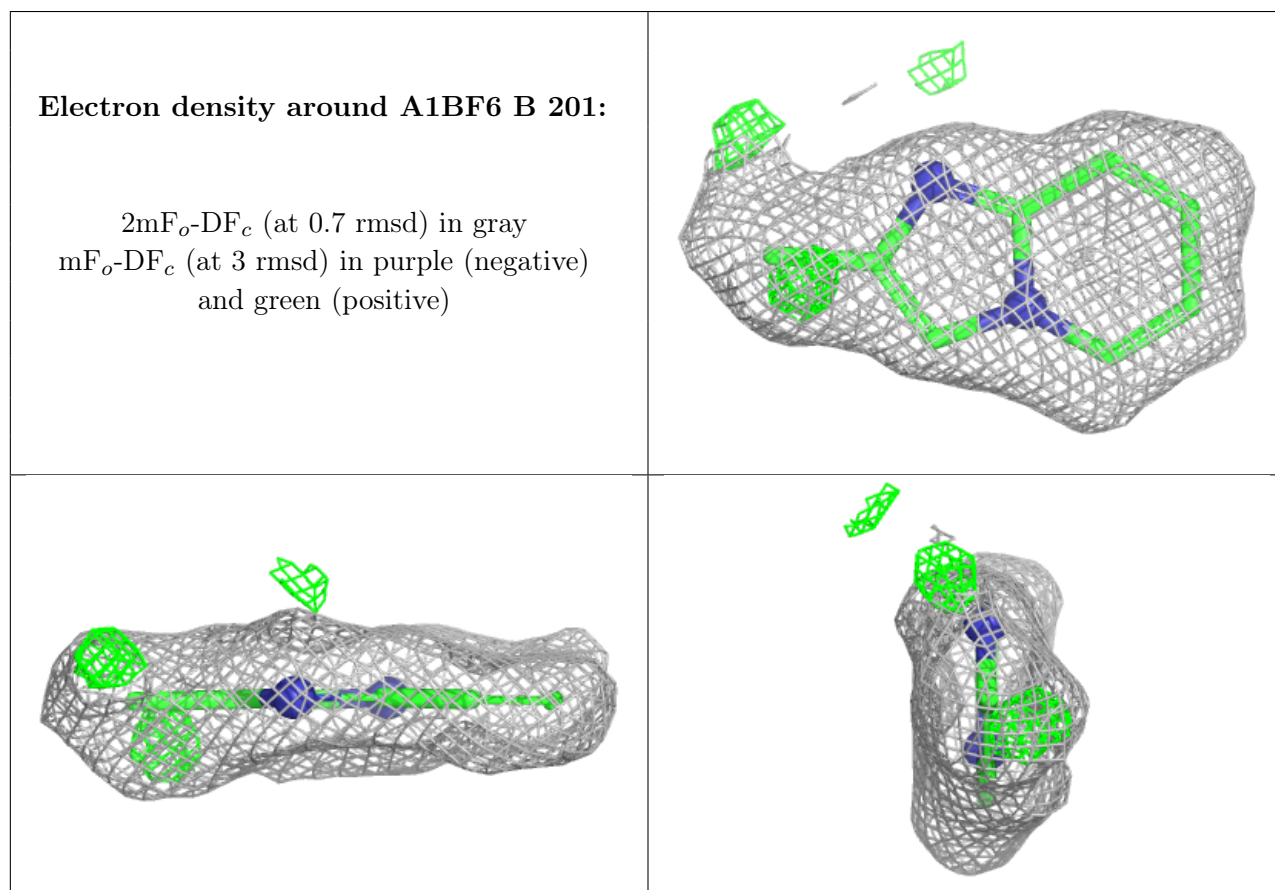 Electron density around A1BF6 B 201:
2mFₒ-DF𝒸 (at 0.7 rmsd) in gray
mFₒ-DF𝒸 (at 3 rmsd) in purple (negative)
and green (positive)